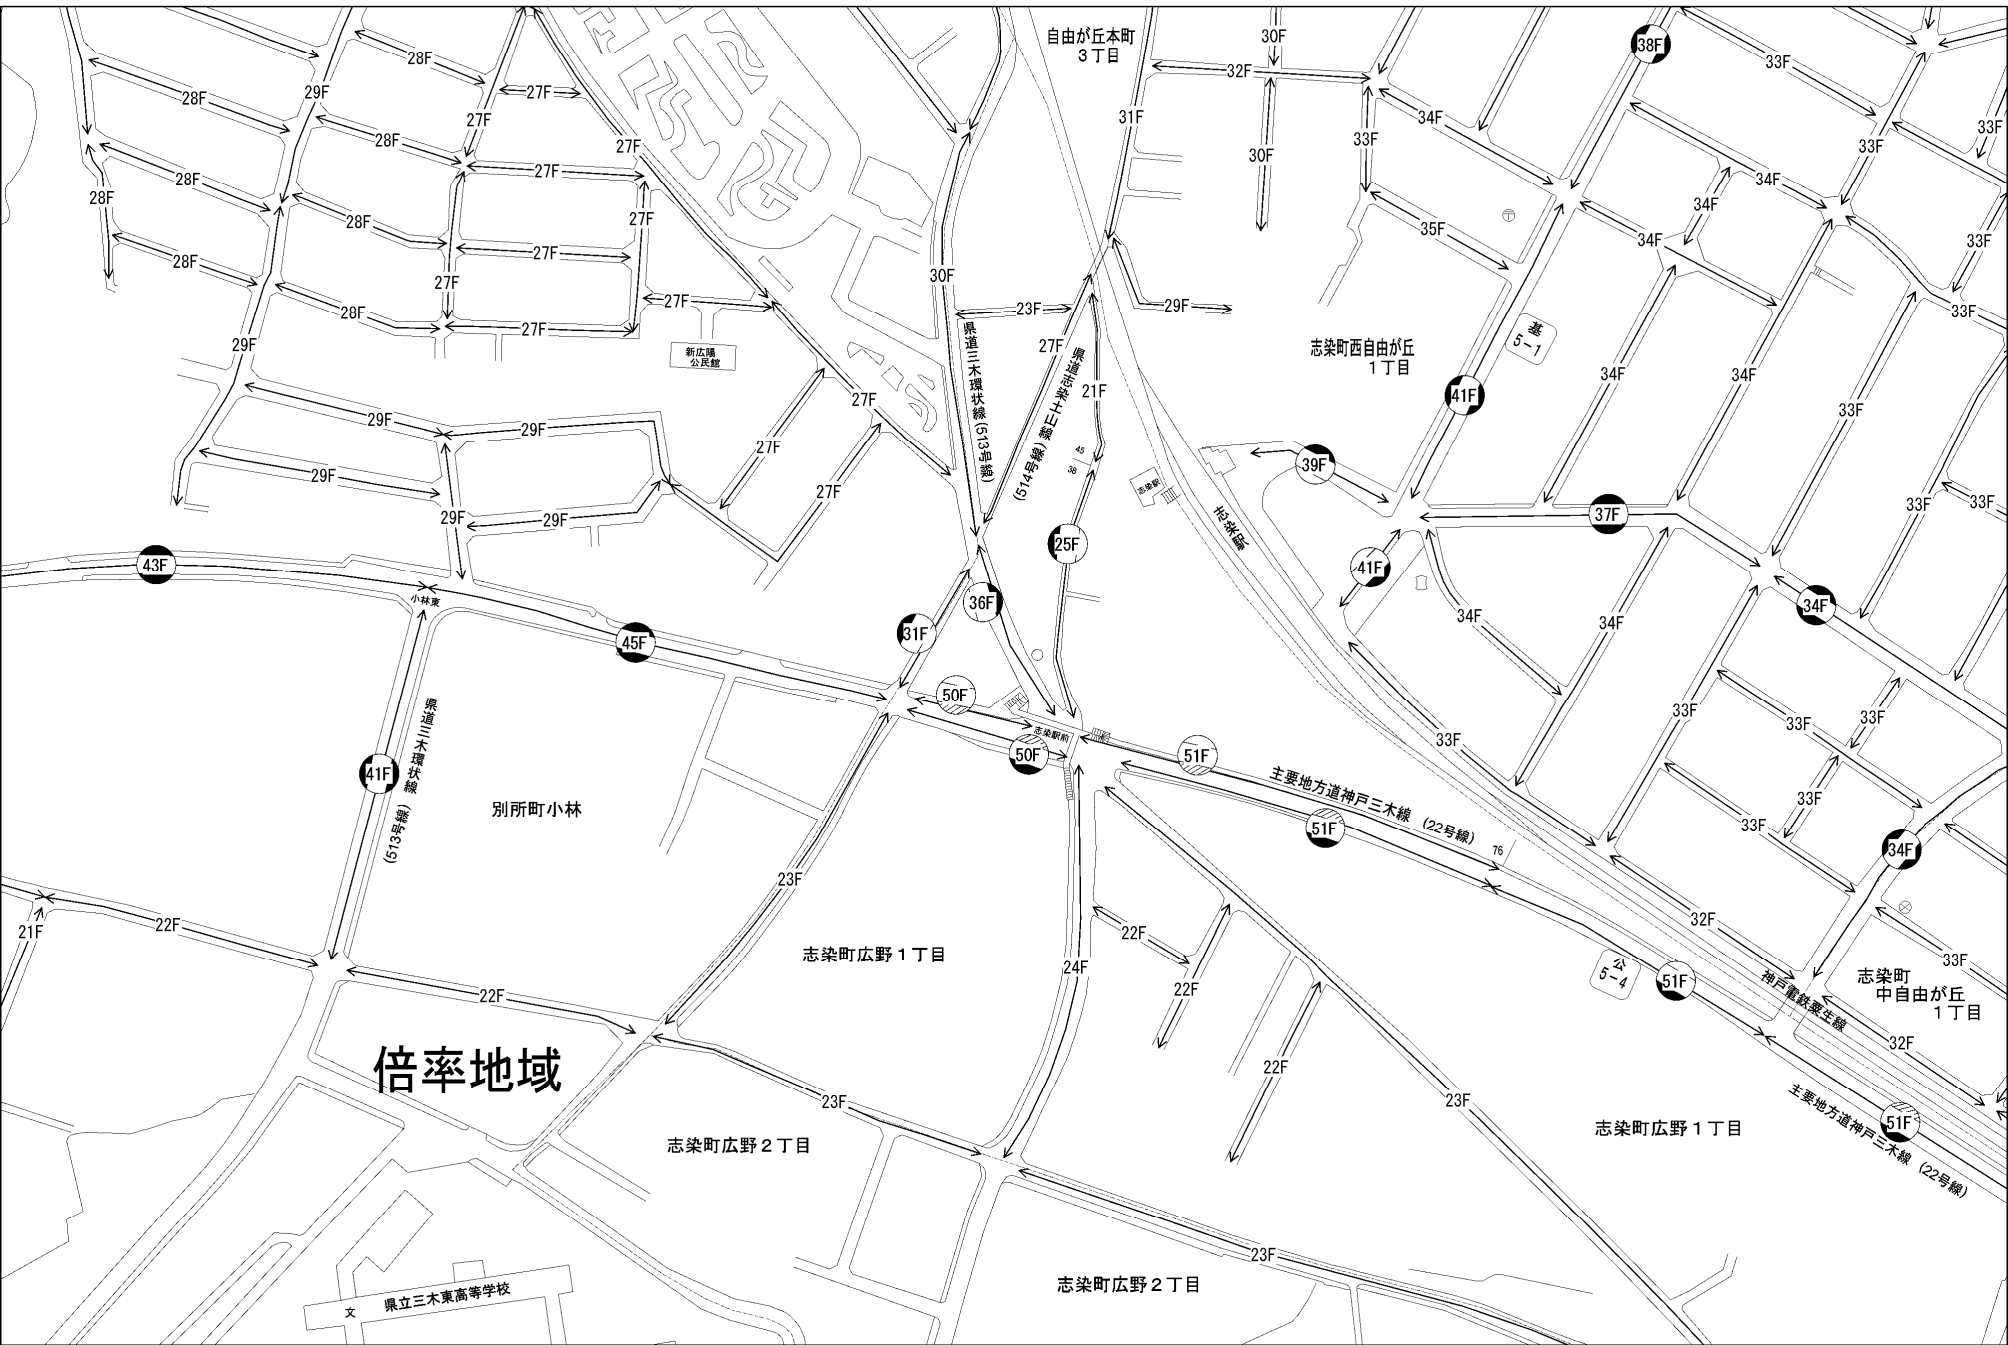 自由が丘本町
３丁目
30F
38F
33F
28F
29F
27F
32F
28F
27F
34F
31F
33F
33F
28F
27F
30F
33F
27F
28F
34F
28F
27F
34F
28F
27F
35F
34F
33F
28F
27F
27F
30F
28F
27F
27F
23F
29F
33F
28F
27F
29F
新広陽
公民館
県道三木環状線(513号線)
27F
県道志染土山線
(514号線)
21F
志染町西自由が丘
１丁目
基
5-1
34F
34F
41F
27F
33F
29F
29F
27F
45
38
29F
27F
志染駅
志染駅
39F
33F
33F
29F
29F
37F
25F
43F
41F
小林東
36F
34F
34F
34F
31F
45F
50F
33F
33F
33F
県道三木環状線
(513号線)
志染駅前
50F
51F
33F
41F
主要地方道神戸三木線 (22号線)
33F
別所町小林
51F
33F
76
34F
23F
22F
21F
22F
32F
志染町広野１丁目
24F
33F
公
5-4
51F
志染町
中自由が丘
１丁目
22F
22F
神戸電鉄粟生線
32F
倍率地域
22F
23F
23F
主要地方道神戸三木線 (22号線)
51F
志染町広野１丁目
志染町広野２丁目
23F
志染町広野２丁目
文
県立三木東高等学校